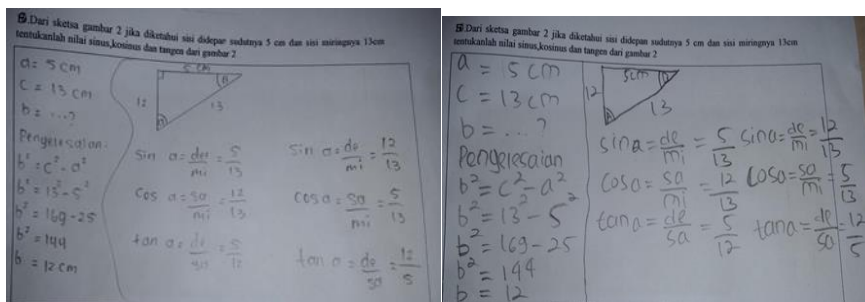 5.Dari sketsa gambar 2 jika diketahui sisi didepan sudutnya 5 cm dan sisi miringnya 13cm
tentukanlah nilai sinus,kosinus dan tangen dari gambar 2
a = 5 cm
c = 13 cm
b = ...?
Pengelesaian:
b² = c² - a²
b² = 13² - 5²
b² = 169 - 25
b² = 144
b = 12 cm
5 cm
12
13
sin a = de/mi = 5/13
cos a = sa/mi = 12/13
tan a = de/sa = 5/12
sin a = de/mi = 12/13
cos a = sa/mi = 5/13
tan a = de/sa = 12/5
5.Dari sketsa gambar 2 jika diketahui sisi didepan sudutnya 5 cm dan sisi miringnya 13cm
tentukanlah nilai sinus,kosinus dan tangen dari gambar 2
a = 5 cm
c = 13 cm
b = ... ?
Pengelesaian
b² = c² - a²
b² = 13² - 5²
b² = 169 - 25
b² = 144
b = 12
5cm
12
13
A
sin a = de/mi = 5/13 sin a = de/mi = 12/13
cos a = sa/mi = 12/13 cos a = sa/mi = 5/13
tan a = de/sa = 5/12 tan a = de/sa = 12/5